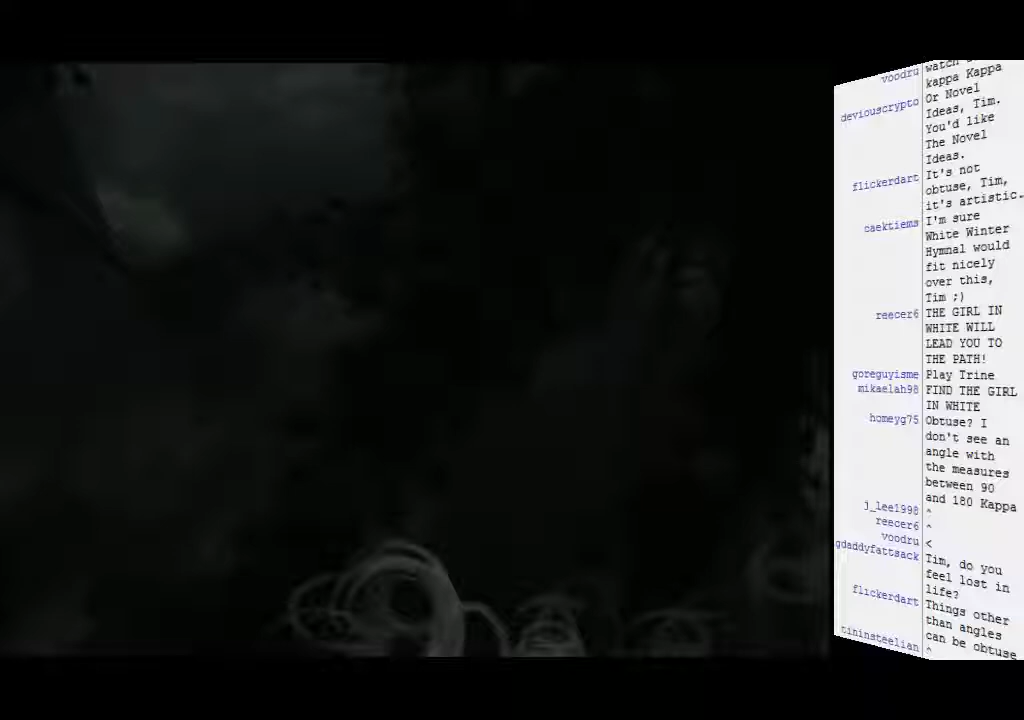 voodru
watch
kappa Kappa
deviouscrypto
Or Novel
Ideas, Tim.
You'd like
The Novel
Ideas.
flickerdart
It's not
obtuse, Tim,
it's artistic.
caektiems
I'm sure
White Winter
Hymnal would
fit nicely
over this,
Tim ;)
reecer6
THE GIRL IN
WHITE WILL
LEAD YOU TO
THE PATH!
goreguyisme
Play Trine
mikaelah98
FIND THE GIRL
IN WHITE
homeyg75
Obtuse? I
don't see an
angle with
the measures
between 90
and 180 Kappa
j_lee1998
^
reecer6
^
voodru
<
gdaddyfattsack
Tim, do you
feel lost in
life?
flickerdart
Things other
than angles
can be obtuse
tihinsteelian
^